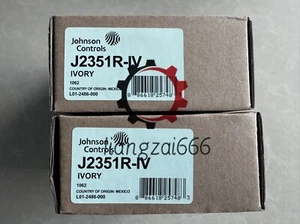 Johnson
Controls
J2351R-IV
IVORY
1062
COUNTRY OF ORIGIN: MEXICO
L01-2486-000
jiangzai666
Johnson
Controls
J2351R-IV
IVORY
1062
COUNTRY OF ORIGIN: MEXICO
L01-2486-000